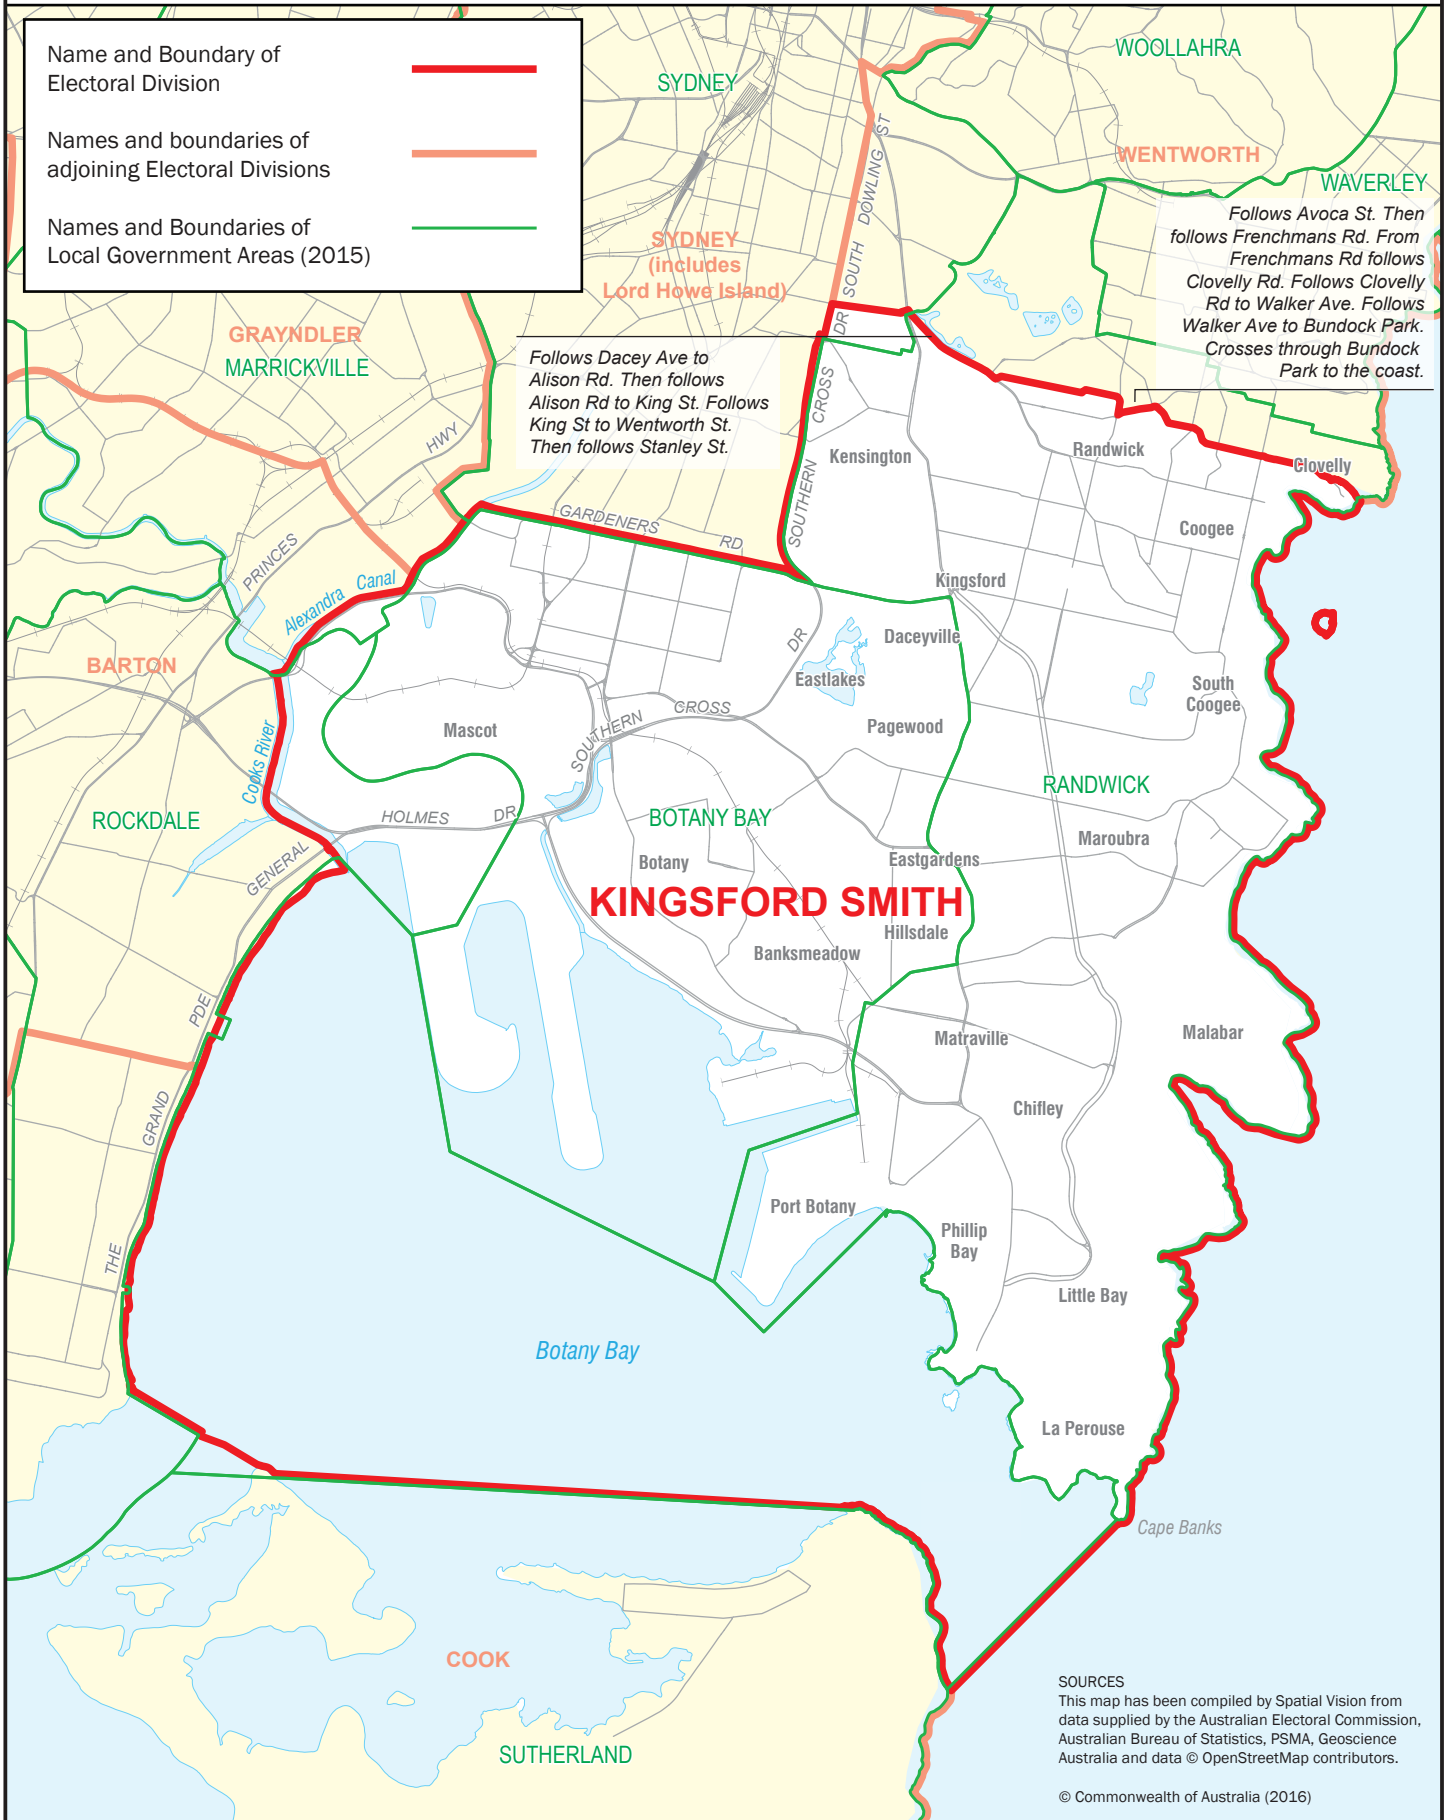 Name and Boundary of
Electoral Division
Names and boundaries of
adjoining Electoral Divisions
Names and Boundaries of
Local Government Areas (2015)
SYDNEY
WOOLLAHRA
WENTWORTH
WAVERLEY
SYDNEY
(includes
Lord Howe Island)
SOUTH DOWLING ST
Follows Avoca St. Then
follows Frenchmans Rd. From
Frenchmans Rd follows
Clovelly Rd. Follows Clovelly
Rd to Walker Ave. Follows
Walker Ave to Bundock Park.
Crosses through Bundock
Park to the coast.
GRAYNDLER
MARRICKVILLE
Follows Dacey Ave to
Alison Rd. Then follows
Alison Rd to King St. Follows
King St to Wentworth St.
Then follows Stanley St.
SOUTHERN CROSS DR
PRINCES HWY
Kensington
Randwick
Clovelly
Coogee
GARDENERS RD
Alexandra Canal
Kingsford
Daceyville
BARTON
Eastlakes
South
Coogee
Mascot
SOUTHERN CROSS DR
Pagewood
Cooks River
RANDWICK
ROCKDALE
GENERAL HOLMES DR
BOTANY BAY
Maroubra
Botany
Eastgardens
KINGSFORD SMITH
Hillsdale
Banksmeadow
THE GRAND PDE
Matraville
Malabar
Chifley
Port Botany
Phillip
Bay
Little Bay
Botany Bay
La Perouse
Cape Banks
COOK
SUTHERLAND
SOURCES
This map has been compiled by Spatial Vision from
data supplied by the Australian Electoral Commission,
Australian Bureau of Statistics, PSMA, Geoscience
Australia and data © OpenStreetMap contributors.
© Commonwealth of Australia (2016)